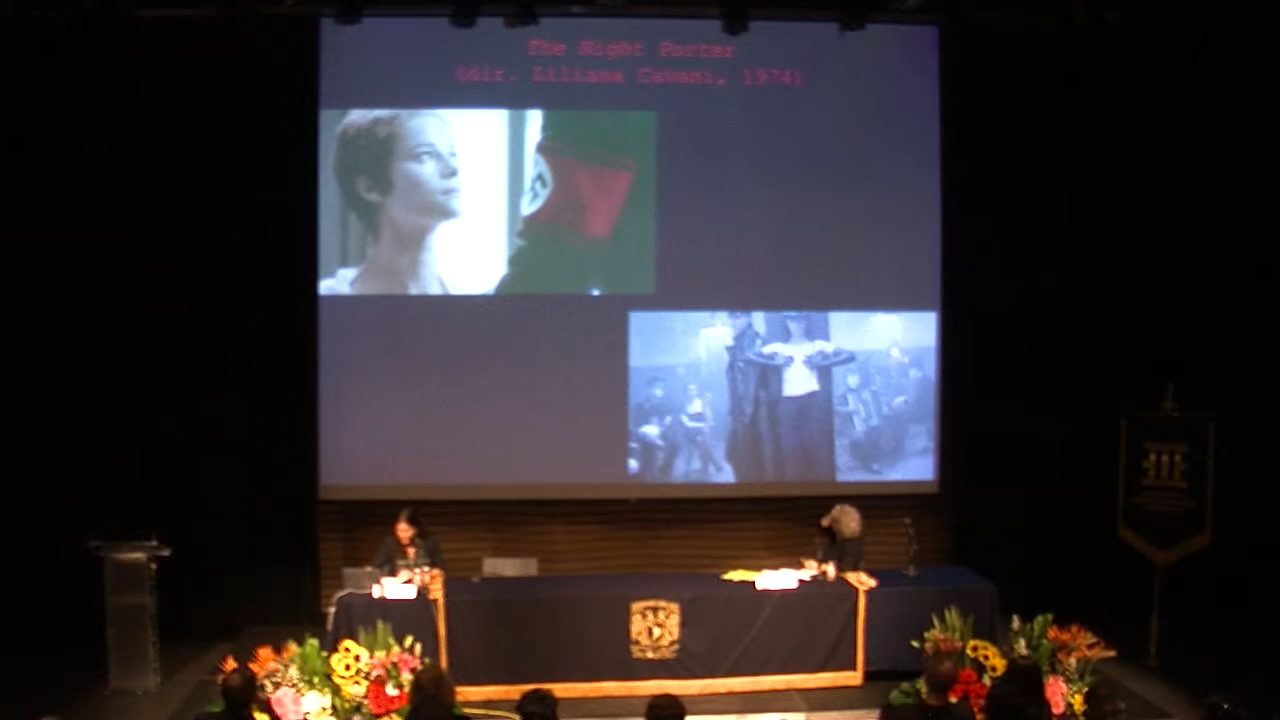 The Night Porter
(dir. Liliana Cavani, 1974)